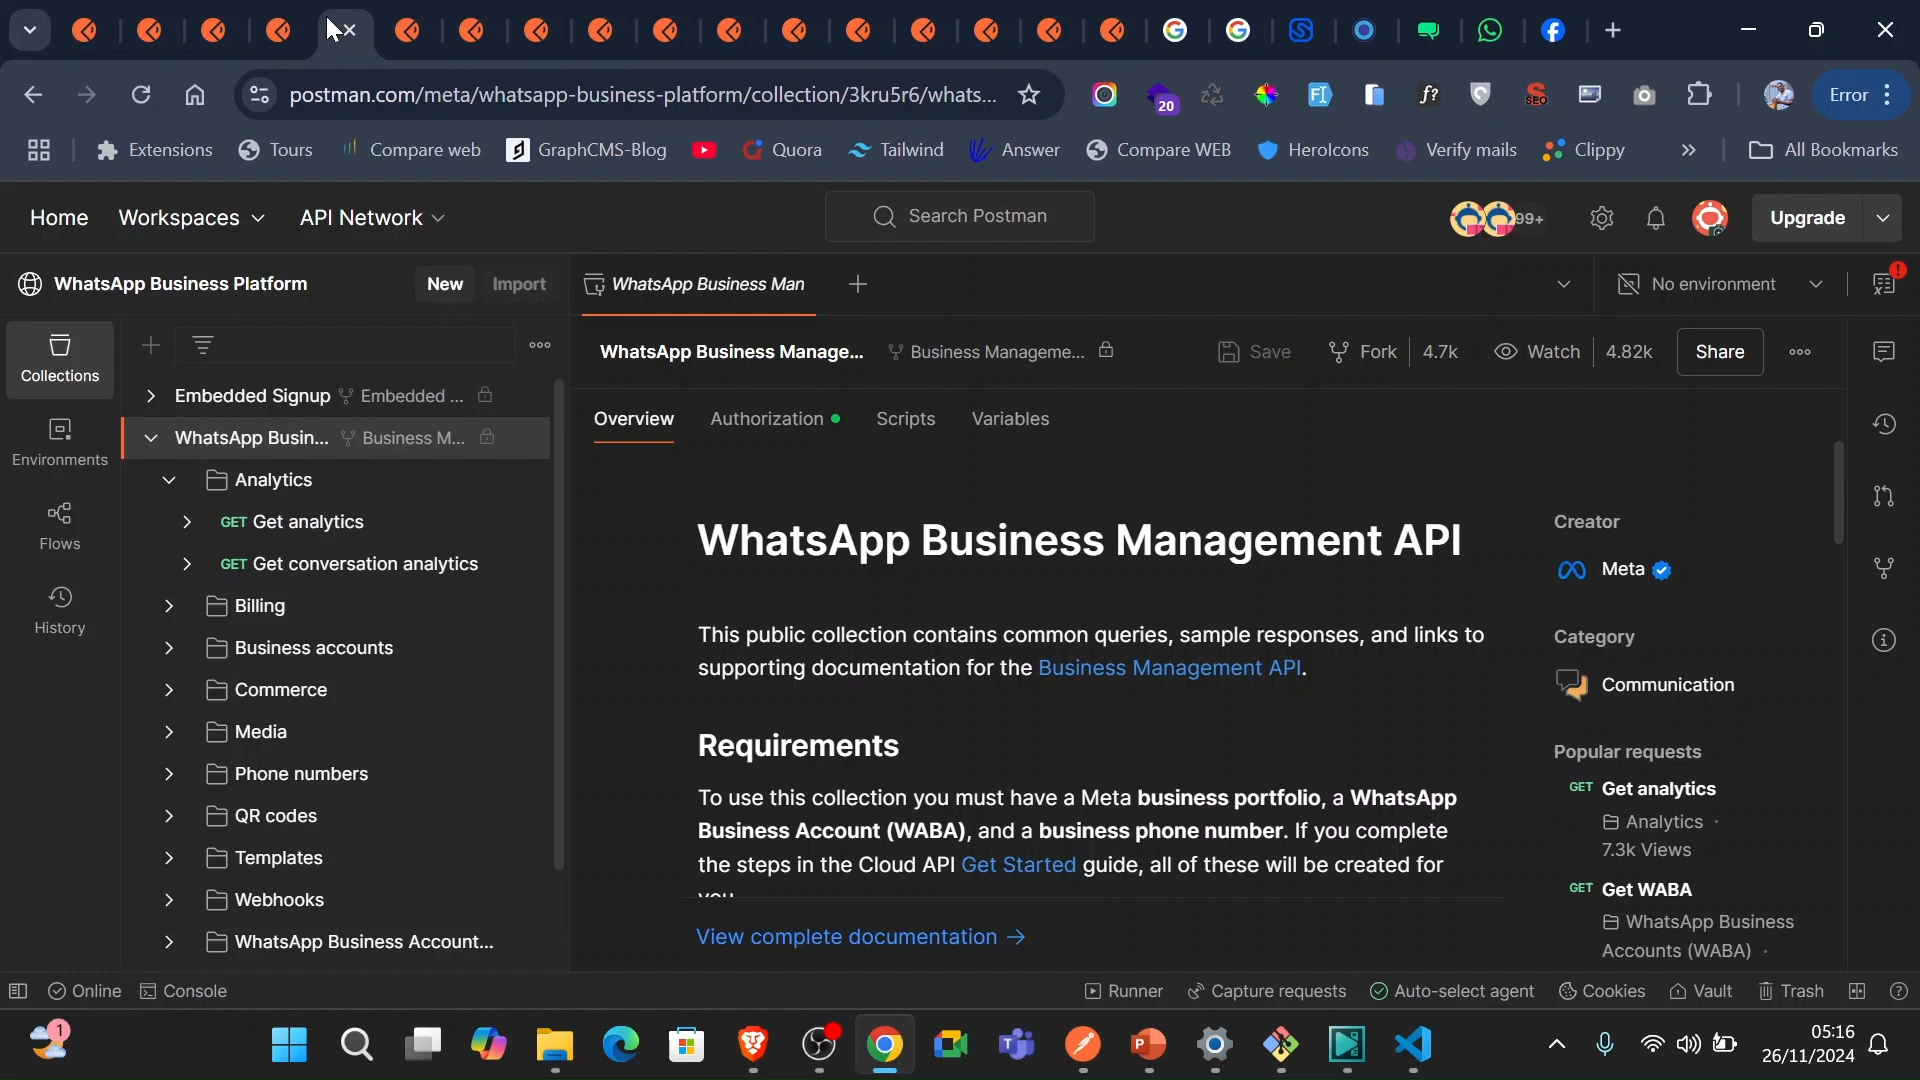 postman.com/meta/whatsapp-business-platform/collection/3kru5r6/whats...
20
f?
SEO
Error
Extensions
Tours
Compare web
GraphCMS-Blog
Quora
Tailwind
Answer
Compare WEB
HeroIcons
Verify mails
Clippy
All Bookmarks
Home
Workspaces
API Network
Search Postman
99+
Upgrade
WhatsApp Business Platform
New
Import
WhatsApp Business Man
No environment
Collections
Environments
Flows
History
Embedded Signup
Embedded ...
WhatsApp Busin...
Business M...
Analytics
GET Get analytics
GET Get conversation analytics
Billing
Business accounts
Commerce
Media
Phone numbers
QR codes
Templates
Webhooks
WhatsApp Business Account...
WhatsApp Business Manage...
Business Manageme...
Save
Fork
4.7k
Watch
4.82k
Share
Overview
Authorization
Scripts
Variables
WhatsApp Business Management API
This public collection contains common queries, sample responses, and links to
supporting documentation for the Business Management API.
Requirements
To use this collection you must have a Meta business portfolio, a WhatsApp
Business Account (WABA), and a business phone number. If you complete
the steps in the Cloud API Get Started guide, all of these will be created for
you
View complete documentation →
Creator
Meta
Category
Communication
Popular requests
GET Get analytics
Analytics ·
7.3k Views
GET Get WABA
WhatsApp Business
Accounts (WABA) ·
Online
Console
Runner
Capture requests
Auto-select agent
Cookies
Vault
Trash
1
05:16
26/11/2024